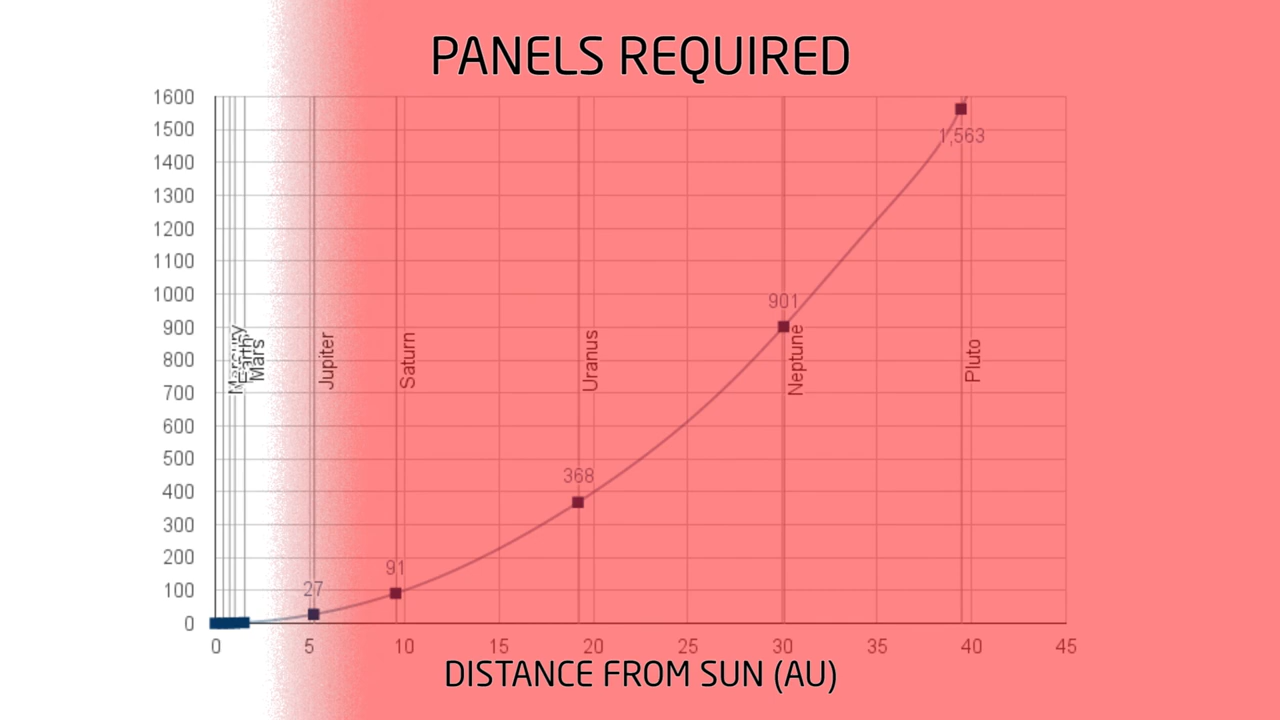 PANELS REQUIRED
1600
1500
1400
1300
1200
1100
1000
900
800
700
600
500
400
300
200
100
0
1,563
901
368
91
27
Mercury
Earth
Mars
Jupiter
Saturn
Uranus
Neptune
Pluto
0 5 10 15 20 25 30 35 40 45
DISTANCE FROM SUN (AU)